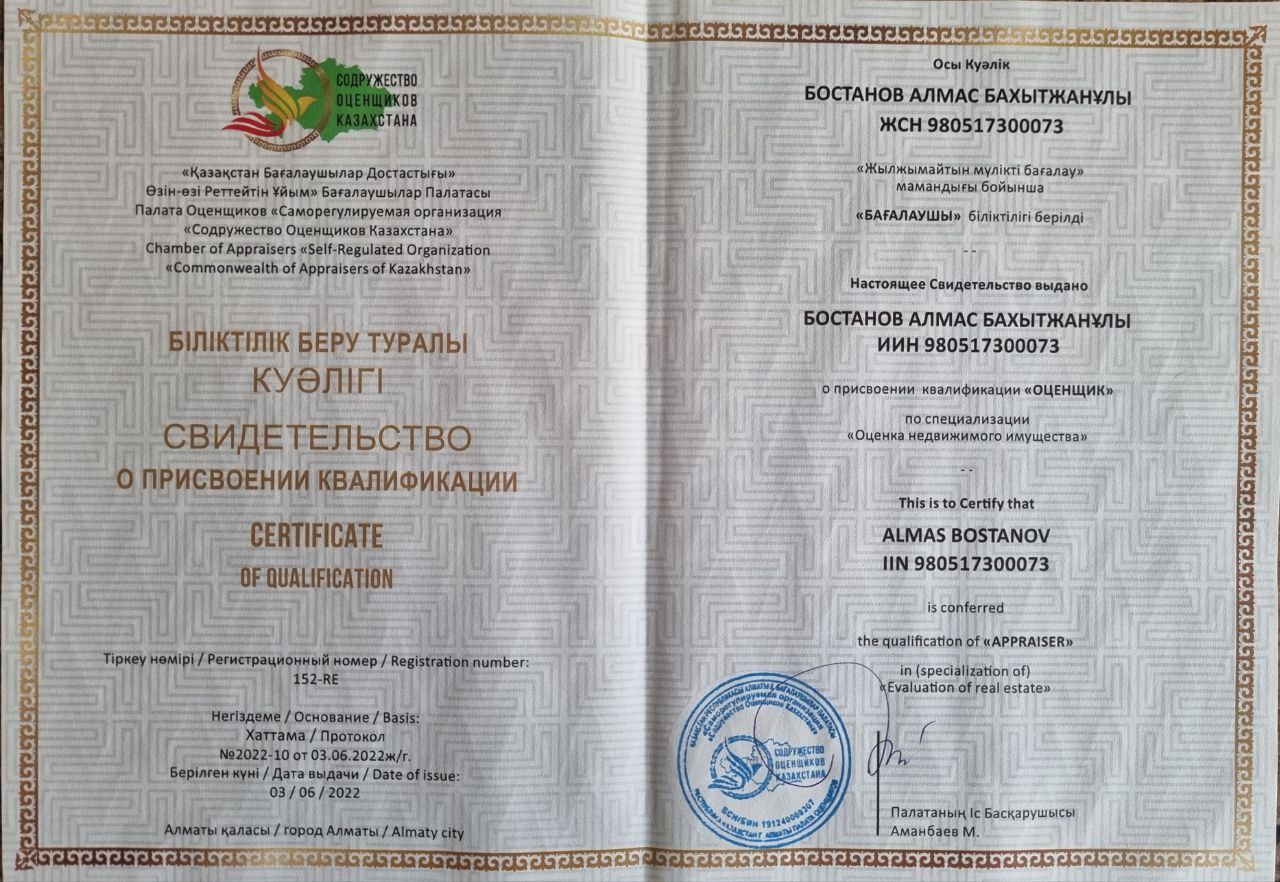 СОДРУЖЕСТВО
ОЦЕНЩИКОВ
КАЗАХСТАНА
«Қазақстан Бағалаушылар Достастығы»
Өзін-өзі Реттейтін Ұйым» Бағалаушылар Палатасы
Палата Оценщиков «Саморегулируемая организация
«Содружество Оценщиков Казахстана»
Chamber of Appraisers «Self-Regulated Organization
«Commonwealth of Appraisers of Kazakhstan»
БІЛІКТІЛІК БЕРУ ТУРАЛЫ
КУӘЛІГІ
СВИДЕТЕЛЬСТВО
О ПРИСВОЕНИИ КВАЛИФИКАЦИИ
CERTIFICATE
OF QUALIFICATION
Тіркеу нөмірі / Регистрационный номер / Registration number:
152-RE
Негіздеме / Основание / Basis:
Хаттама / Протокол
№2022-10 от 03.06.2022ж/г.
Берілген күні / Дата выдачи / Date of issue:
03 / 06 / 2022
Алматы қаласы / город Алматы / Almaty city
Осы Куәлік
БОСТАНОВ АЛМАС БАХЫТЖАНҰЛЫ
ЖСН 980517300073
«Жылжымайтын мүлікті бағалау»
мамандығы бойынша
«БАҒАЛАУШЫ» біліктілігі берілді
- -
Настоящее Свидетельство выдано
БОСТАНОВ АЛМАС БАХЫТЖАНҰЛЫ
ИИН 980517300073
о присвоении квалификации «ОЦЕНЩИК»
по специализации
«Оценка недвижимого имущества»
- -
This is to Certify that
ALMAS BOSTANOV
IIN 980517300073
is conferred
the qualification of «APPRAISER»
in (specialization of)
«Evaluation of real estate»
«Саморегулируемая организация
«Содружество Оценщиков Казахстана»
СОДРУЖЕСТВО
ОЦЕНЩИКОВ
КАЗАХСТАНА
Палатаның Іс Басқарушысы
Аманбаев М.